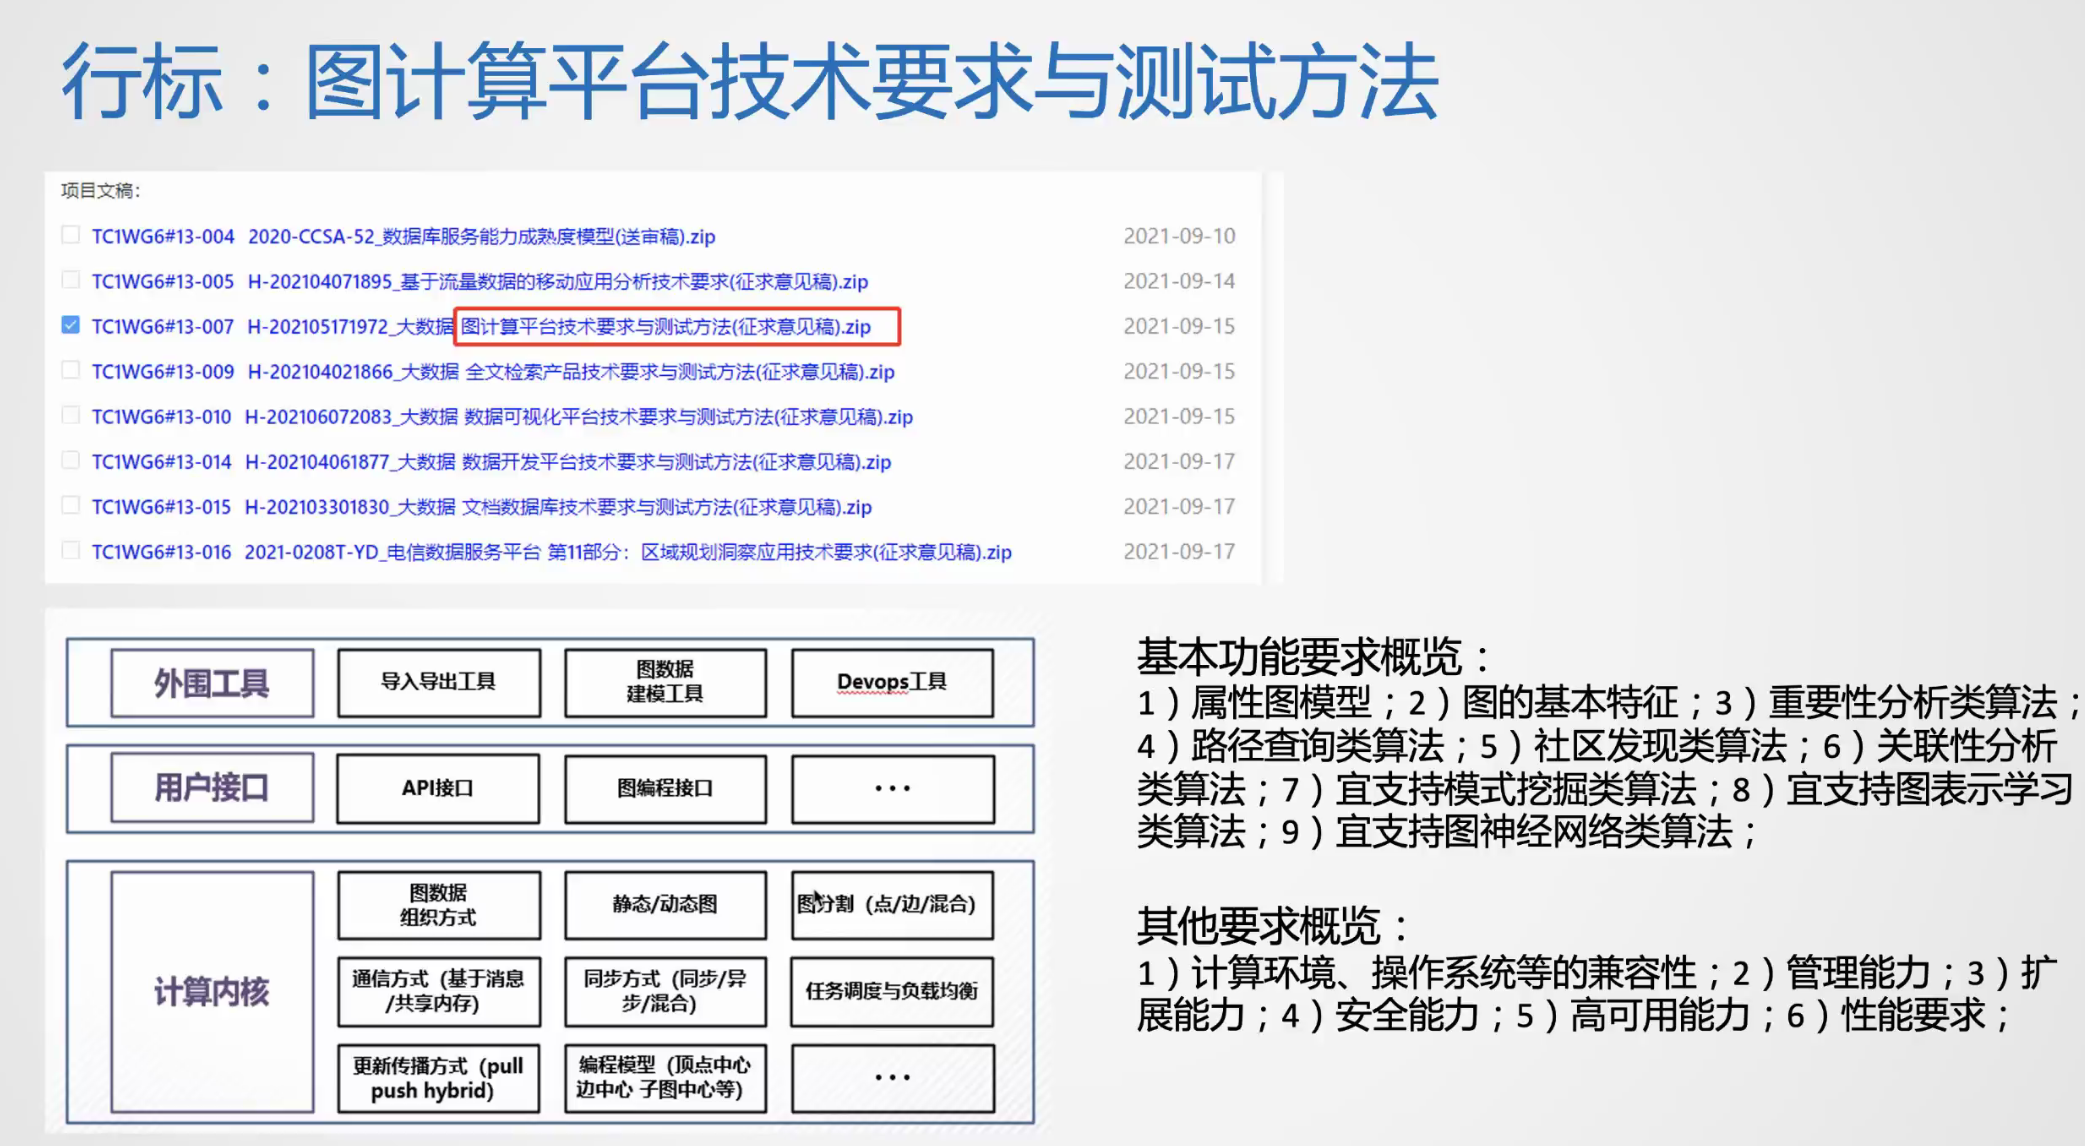 行标：图计算平台技术要求与测试方法
项目文稿：
TC1WG6#13-004 2020-CCSA-52_数据库服务能力成熟度模型(送审稿).zip 2021-09-10
TC1WG6#13-005 H-202104071895_基于流量数据的移动应用分析技术要求(征求意见稿).zip 2021-09-14
TC1WG6#13-007 H-202105171972_大数据 图计算平台技术要求与测试方法(征求意见稿).zip 2021-09-15
TC1WG6#13-009 H-202104021866_大数据 全文检索产品技术要求与测试方法(征求意见稿).zip 2021-09-15
TC1WG6#13-010 H-202106072083_大数据 数据可视化平台技术要求与测试方法(征求意见稿).zip 2021-09-15
TC1WG6#13-014 H-202104061877_大数据 数据开发平台技术要求与测试方法(征求意见稿).zip 2021-09-17
TC1WG6#13-015 H-202103301830_大数据 文档数据库技术要求与测试方法(征求意见稿).zip 2021-09-17
TC1WG6#13-016 2021-0208T-YD_电信数据服务平台 第11部分：区域规划洞察应用技术要求(征求意见稿).zip 2021-09-17
外围工具
导入导出工具
图数据
建模工具
Devops工具
用户接口
API接口
图编程接口
···
计算内核
图数据
组织方式
静态/动态图
图分割（点/边/混合）
通信方式（基于消息
/共享内存）
同步方式（同步/异
步/混合）
任务调度与负载均衡
更新传播方式（pull
push hybrid）
编程模型（顶点中心
边中心 子图中心等）
···
基本功能要求概览：
1）属性图模型；2）图的基本特征；3）重要性分析类算法；
4）路径查询类算法；5）社区发现类算法；6）关联性分析
类算法；7）宜支持模式挖掘类算法；8）宜支持图表示学习
类算法；9）宜支持图神经网络类算法；
其他要求概览：
1）计算环境、操作系统等的兼容性；2）管理能力；3）扩
展能力；4）安全能力；5）高可用能力；6）性能要求；